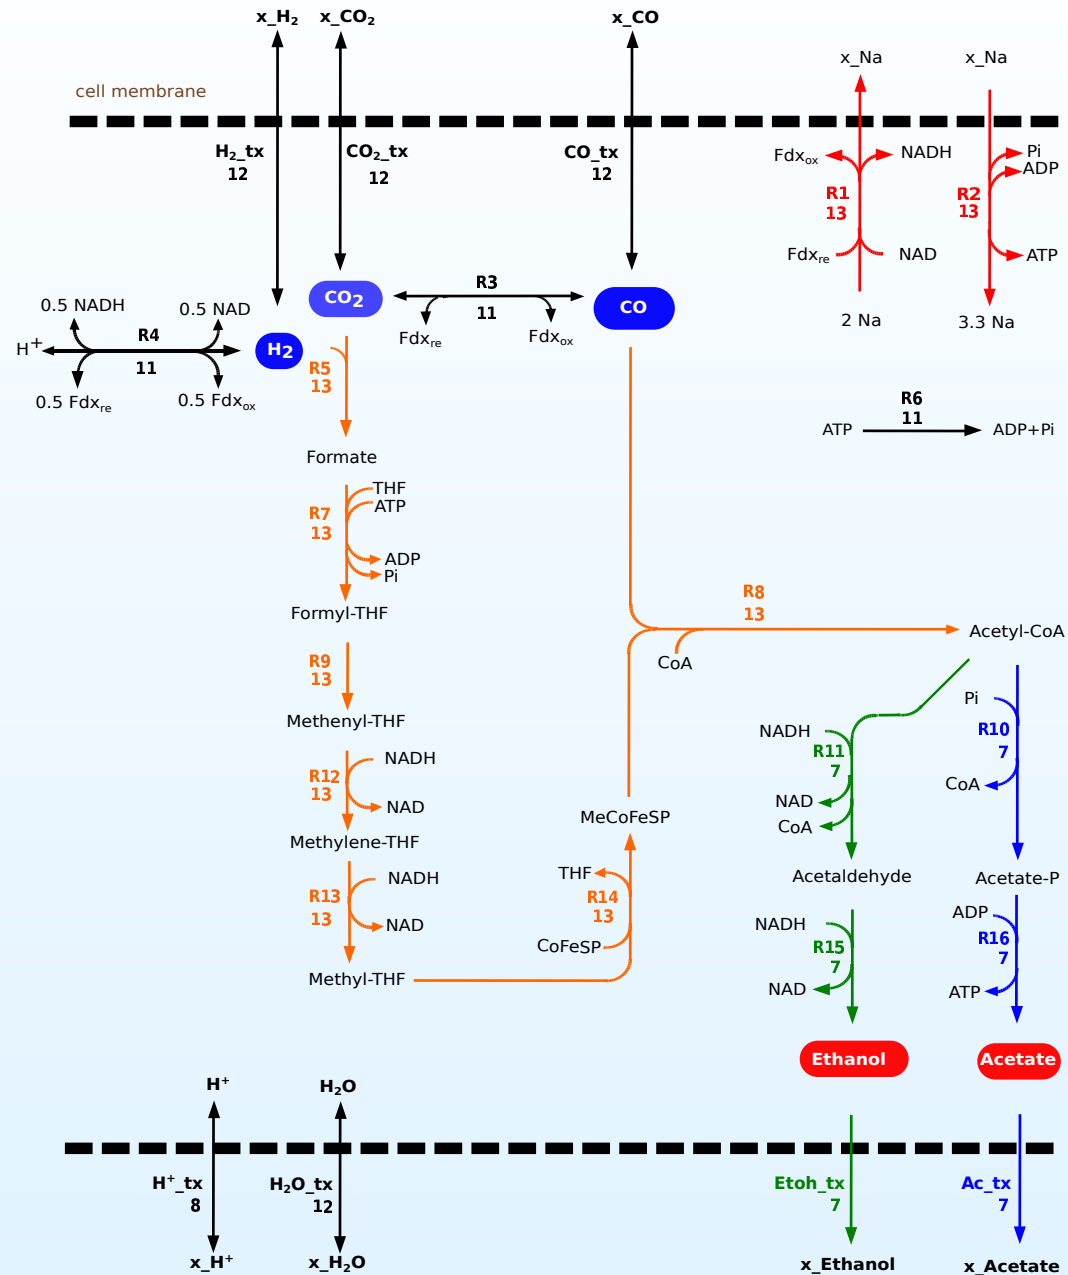 x_H₂
x_CO₂
x_CO
x_Na
x_Na
cell membrane
H₂_tx
12
CO₂_tx
12
CO_tx
12
Fdxₒₓ
NADH
R1
13
Fdxᵣₑ
NAD
2 Na
Pi
ADP
R2
13
ATP
3.3 Na
CO₂
R3
11
Fdxᵣₑ
Fdxₒₓ
CO
0.5 NADH
0.5 NAD
H⁺
R4
11
H₂
0.5 Fdxᵣₑ
0.5 Fdxₒₓ
R5
13
R6
11
ATP
ADP+Pi
Formate
THF
ATP
R7
13
ADP
Pi
Formyl-THF
R8
13
CoA
Acetyl-CoA
R9
13
Methenyl-THF
Pi
R10
7
CoA
NADH
R11
7
NAD
CoA
NADH
R12
13
NAD
Methylene-THF
MeCoFeSP
Acetaldehyde
Acetate-P
NADH
R13
13
NAD
THF
R14
13
CoFeSP
Methyl-THF
NADH
R15
7
NAD
ADP
R16
7
ATP
Ethanol
Acetate
H⁺
H₂O
H⁺_tx
8
H₂O_tx
12
Etoh_tx
7
Ac_tx
7
x_H⁺
x_H₂O
x_Ethanol
x_Acetate